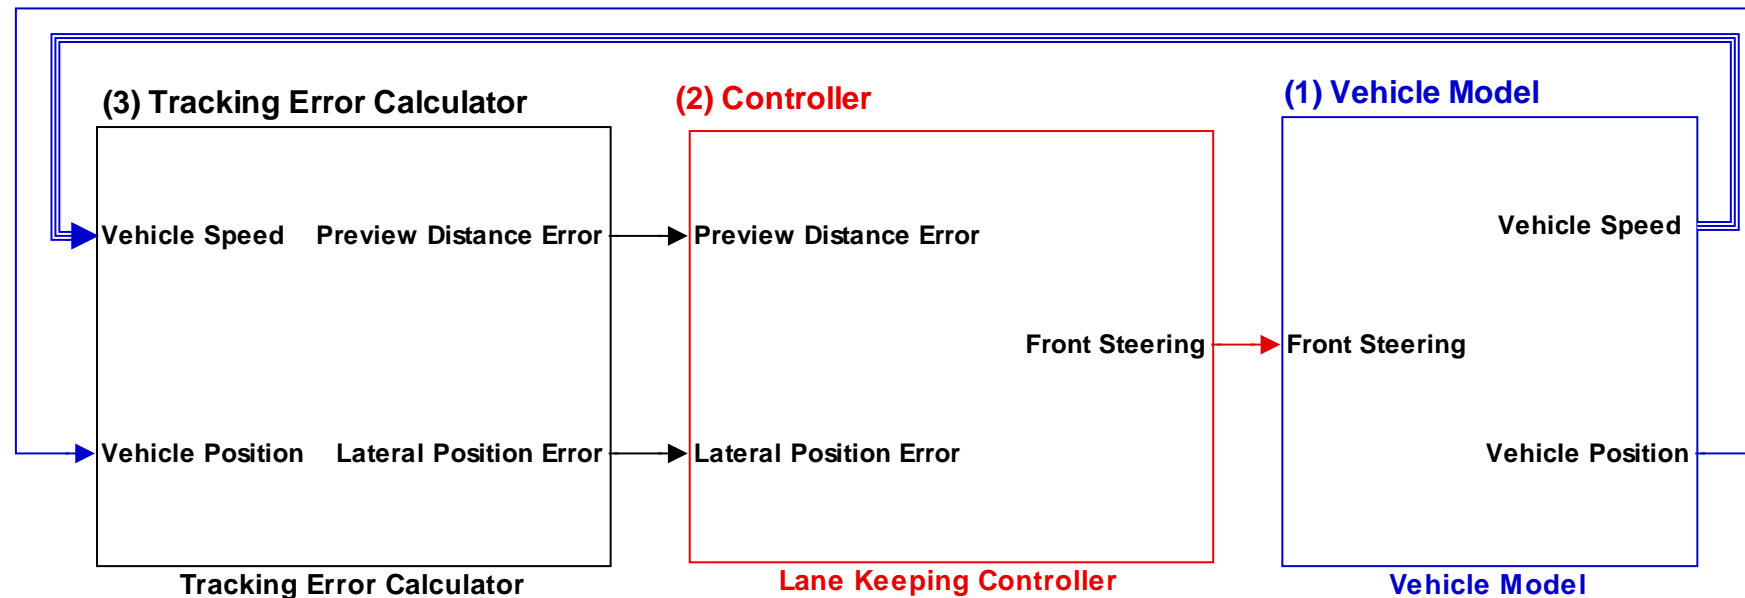 (3) Tracking Error Calculator
Vehicle Speed
Preview Distance Error
Vehicle Position
Lateral Position Error
Tracking Error Calculator
(2) Controller
Preview Distance Error
Front Steering
Lateral Position Error
Lane Keeping Controller
(1) Vehicle Model
Vehicle Speed
Front Steering
Vehicle Position
Vehicle Model